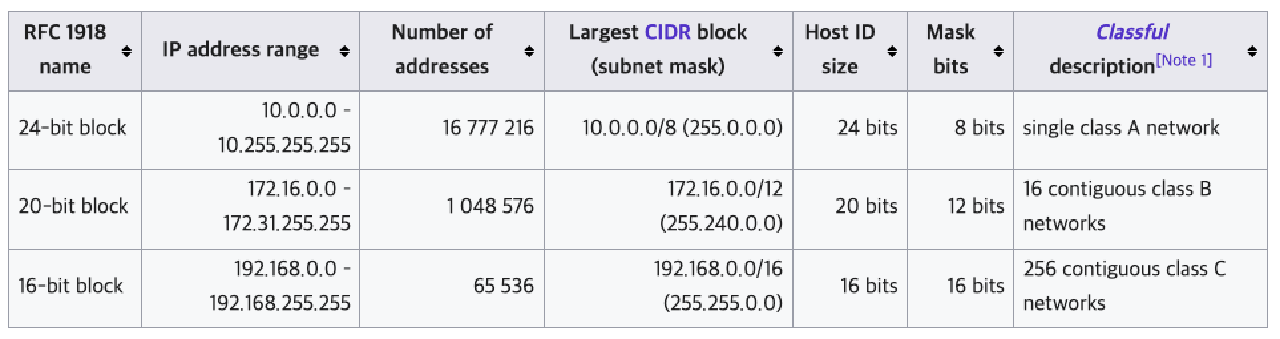 RFC 1918
name
IP address range
Number of
addresses
Largest CIDR block
(subnet mask)
Host ID
size
Mask
bits
Classful
description[Note 1]
24-bit block
10.0.0.0 -
10.255.255.255
16 777 216
10.0.0.0/8 (255.0.0.0)
24 bits
8 bits
single class A network
20-bit block
172.16.0.0 -
172.31.255.255
1 048 576
172.16.0.0/12
(255.240.0.0)
20 bits
12 bits
16 contiguous class B
networks
16-bit block
192.168.0.0 -
192.168.255.255
65 536
192.168.0.0/16
(255.255.0.0)
16 bits
16 bits
256 contiguous class C
networks